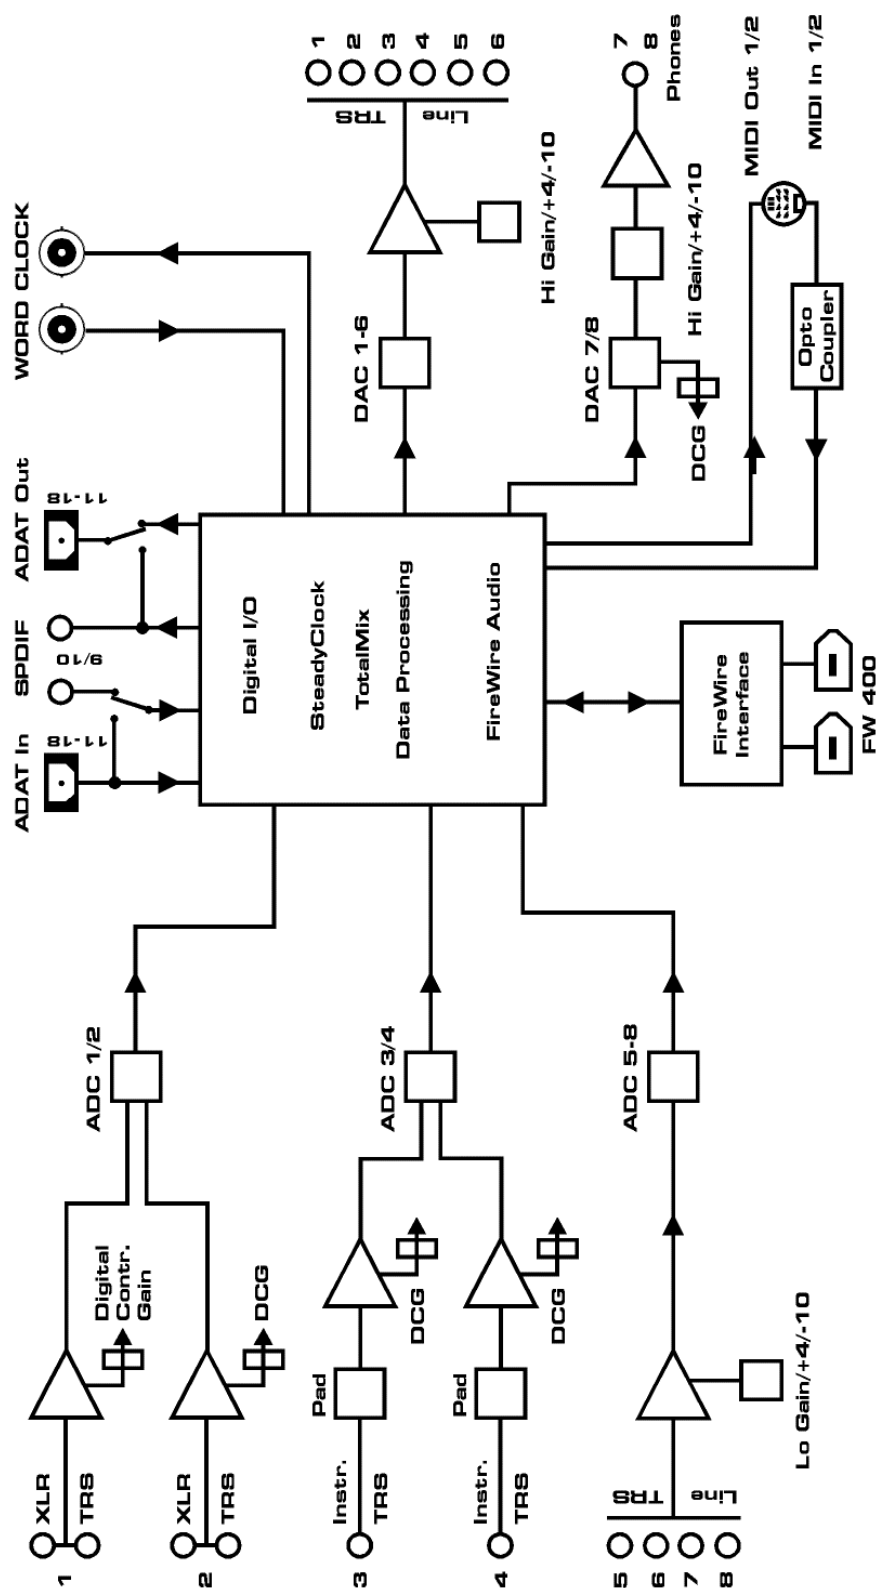 1
XLR
TRS
Digital
Contr.
Gain
2
XLR
TRS
DCG
ADC 1/2
3
Instr.
TRS
Pad
DCG
4
Instr.
TRS
Pad
DCG
ADC 3/4
5
6
7
8
TRS
Line
Lo Gain/+4/-10
ADC 5-8
ADAT In
11-18
SPDIF
9/10
ADAT Out
11-18
WORD CLOCK
Digital I/O
SteadyClock
TotalMix
Data Processing
FireWire Audio
FireWire
Interface
FW 400
DAC 1-6
Hi Gain/+4/-10
TRS
Line
1
2
3
4
5
6
DAC 7/8
DCG
Hi Gain/+4/-10
7
8
Phones
MIDI Out 1/2
MIDI In 1/2
Opto
Coupler